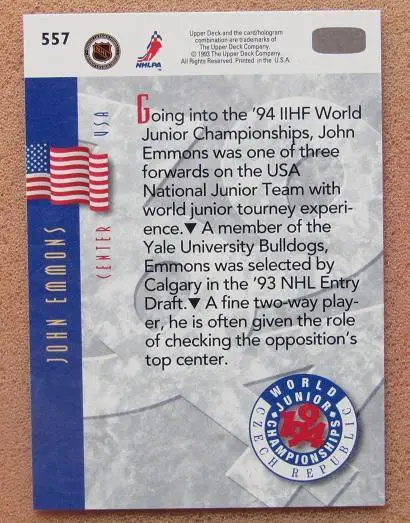 557
NHLPA
Upper Deck and the card/hologram
combination are trademarks of
The Upper Deck Company.
© 1993 The Upper Deck Company.
All Rights Reserved. Printed in the U.S.A.
USA
CENTER
JOHN EMMONS
Going into the '94 IIHF World
Junior Championships, John
Emmons was one of three
forwards on the USA
National Junior Team with
world junior tourney experi-
ence.▼ A member of the
Yale University Bulldogs,
Emmons was selected by
Calgary in the '93 NHL Entry
Draft.▼ A fine two-way play-
er, he is often given the role
of checking the opposition's
top center.
WORLD
JUNIOR
1994
CHAMPIONSHIPS
CZECH REPUBLIC